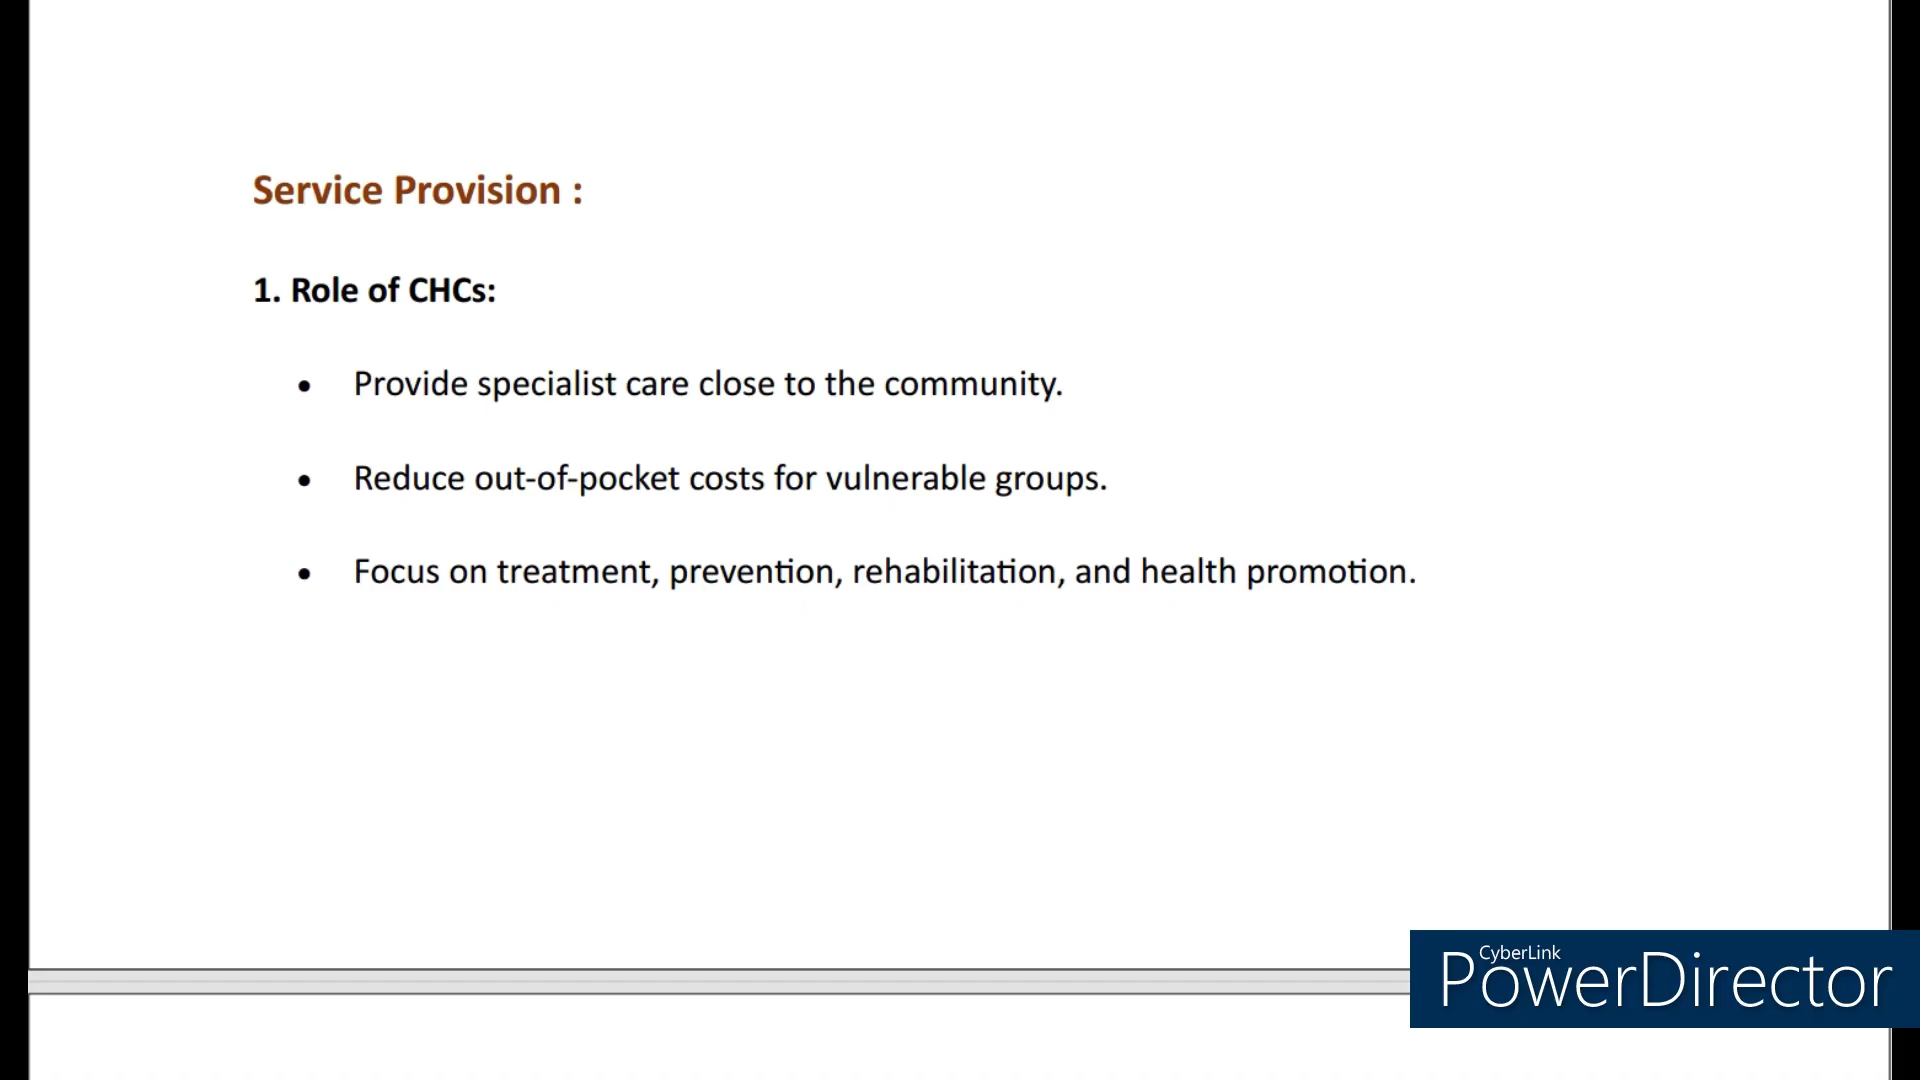 Service Provision :
1. Role of CHCs:
• Provide specialist care close to the community.
• Reduce out-of-pocket costs for vulnerable groups.
• Focus on treatment, prevention, rehabilitation, and health promotion.
CyberLink
PowerDirector